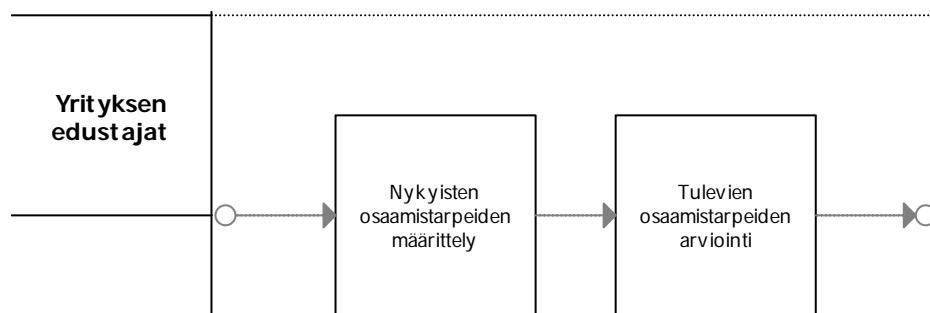 Yrityksen
edustajat
Nykyisten
osaamistarpeiden
määrittely
Tulevien
osaamistarpeiden
arviointi